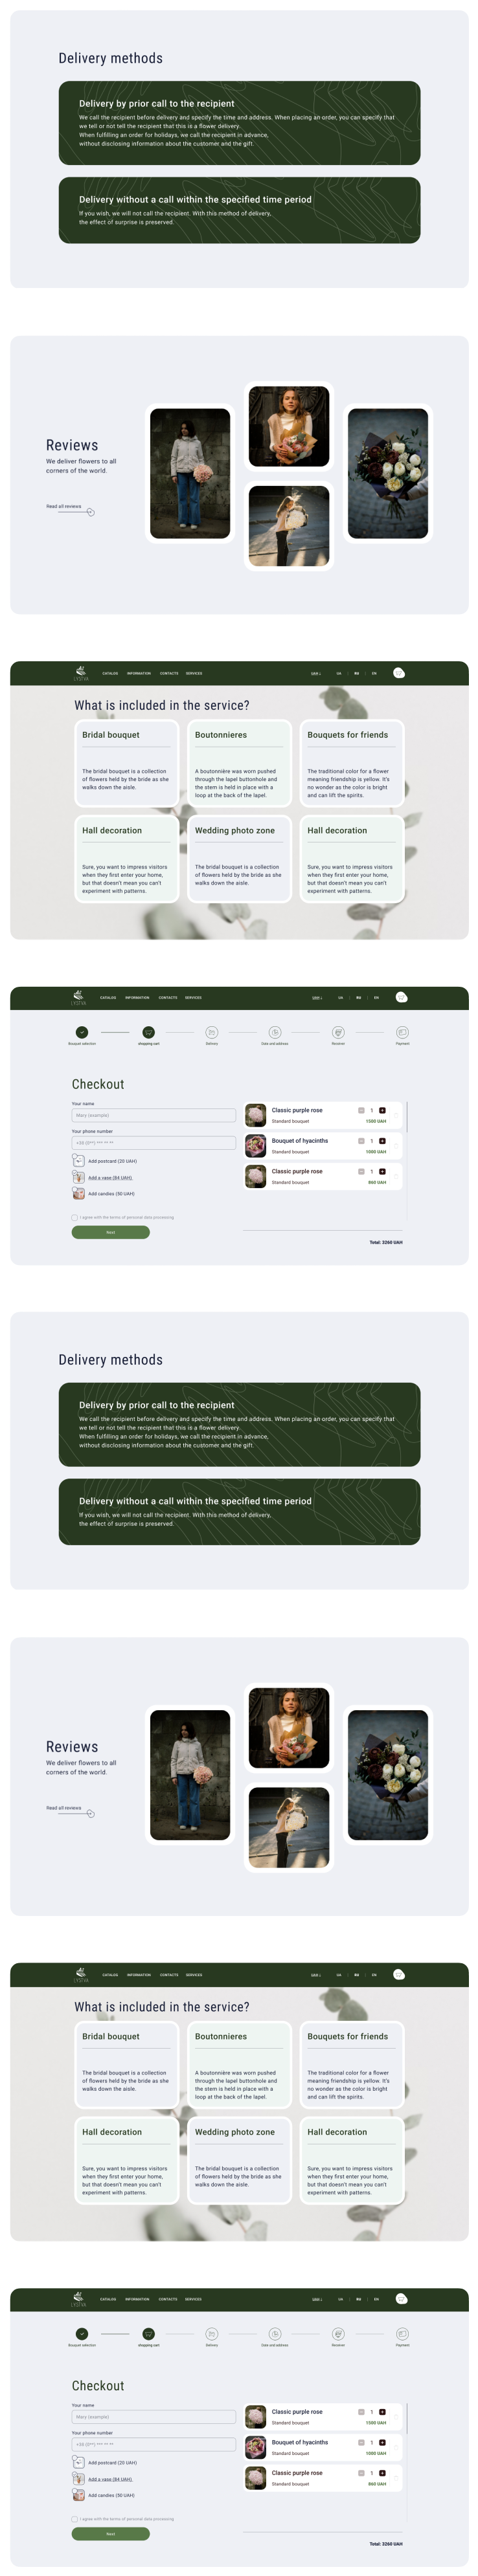 Delivery methods
Delivery by prior call to the recipient
We call the recipient before delivery and specify the time and address. When placing an order, you can specify that
we tell or not tell the recipient that this is a flower delivery.
When fulfilling an order for holidays, we call the recipient in advance,
without disclosing information about the customer and the gift.
Delivery without a call within the specified time period
If you wish, we will not call the recipient. With this method of delivery,
the effect of surprise is preserved.
Reviews
We deliver flowers to all
corners of the world.
Read all reviews
CATALOG INFORMATION CONTACTS SERVICES
UA | RU | EN
What is included in the service?
Bridal bouquet
The bridal bouquet is a collection
of flowers held by the bride as she
walks down the aisle.
Boutonnieres
A boutonnière was worn pushed
through the lapel buttonhole and
the stem is held in place with a
loop at the back of the lapel.
Bouquets for friends
The traditional color for a flower
meaning friendship is yellow. It's
no wonder as the color is bright
and can lift the spirits.
Hall decoration
Sure, you want to impress visitors
when they first enter your home,
but that doesn't mean you can't
experiment with patterns.
Wedding photo zone
The bridal bouquet is a collection
of flowers held by the bride as she
walks down the aisle.
Hall decoration
Sure, you want to impress visitors
when they first enter your home,
but that doesn't mean you can't
experiment with patterns.
CATALOG INFORMATION CONTACTS SERVICES
UA | RU | EN
Bouquet selection
shopping cart
Delivery
Date and address
Receiver
Payment
Checkout
Your name
Mary (example)
Your phone number
+38 (0**) *** ** **
Add postcard (20 UAH)
Add a vase (84 UAH)
Add candies (50 UAH)
I agree with the terms of personal data processing
Next
Classic purple rose 1
Standard bouquet 1500 UAH
Bouquet of hyacinths 1
Standard bouquet 1000 UAH
Classic purple rose 1
Standard bouquet 860 UAH
Total: 3260 UAH
Delivery methods
Delivery by prior call to the recipient
We call the recipient before delivery and specify the time and address. When placing an order, you can specify that
we tell or not tell the recipient that this is a flower delivery.
When fulfilling an order for holidays, we call the recipient in advance,
without disclosing information about the customer and the gift.
Delivery without a call within the specified time period
If you wish, we will not call the recipient. With this method of delivery,
the effect of surprise is preserved.
Reviews
We deliver flowers to all
corners of the world.
Read all reviews
CATALOG INFORMATION CONTACTS SERVICES
UA | RU | EN
What is included in the service?
Bridal bouquet
The bridal bouquet is a collection
of flowers held by the bride as she
walks down the aisle.
Boutonnieres
A boutonnière was worn pushed
through the lapel buttonhole and
the stem is held in place with a
loop at the back of the lapel.
Bouquets for friends
The traditional color for a flower
meaning friendship is yellow. It's
no wonder as the color is bright
and can lift the spirits.
Hall decoration
Sure, you want to impress visitors
when they first enter your home,
but that doesn't mean you can't
experiment with patterns.
Wedding photo zone
The bridal bouquet is a collection
of flowers held by the bride as she
walks down the aisle.
Hall decoration
Sure, you want to impress visitors
when they first enter your home,
but that doesn't mean you can't
experiment with patterns.
CATALOG INFORMATION CONTACTS SERVICES
UA | RU | EN
Bouquet selection
shopping cart
Delivery
Date and address
Receiver
Payment
Checkout
Your name
Mary (example)
Your phone number
+38 (0**) *** ** **
Add postcard (20 UAH)
Add a vase (84 UAH)
Add candies (50 UAH)
I agree with the terms of personal data processing
Next
Classic purple rose 1
Standard bouquet 1500 UAH
Bouquet of hyacinths 1
Standard bouquet 1000 UAH
Classic purple rose 1
Standard bouquet 860 UAH
Total: 3260 UAH